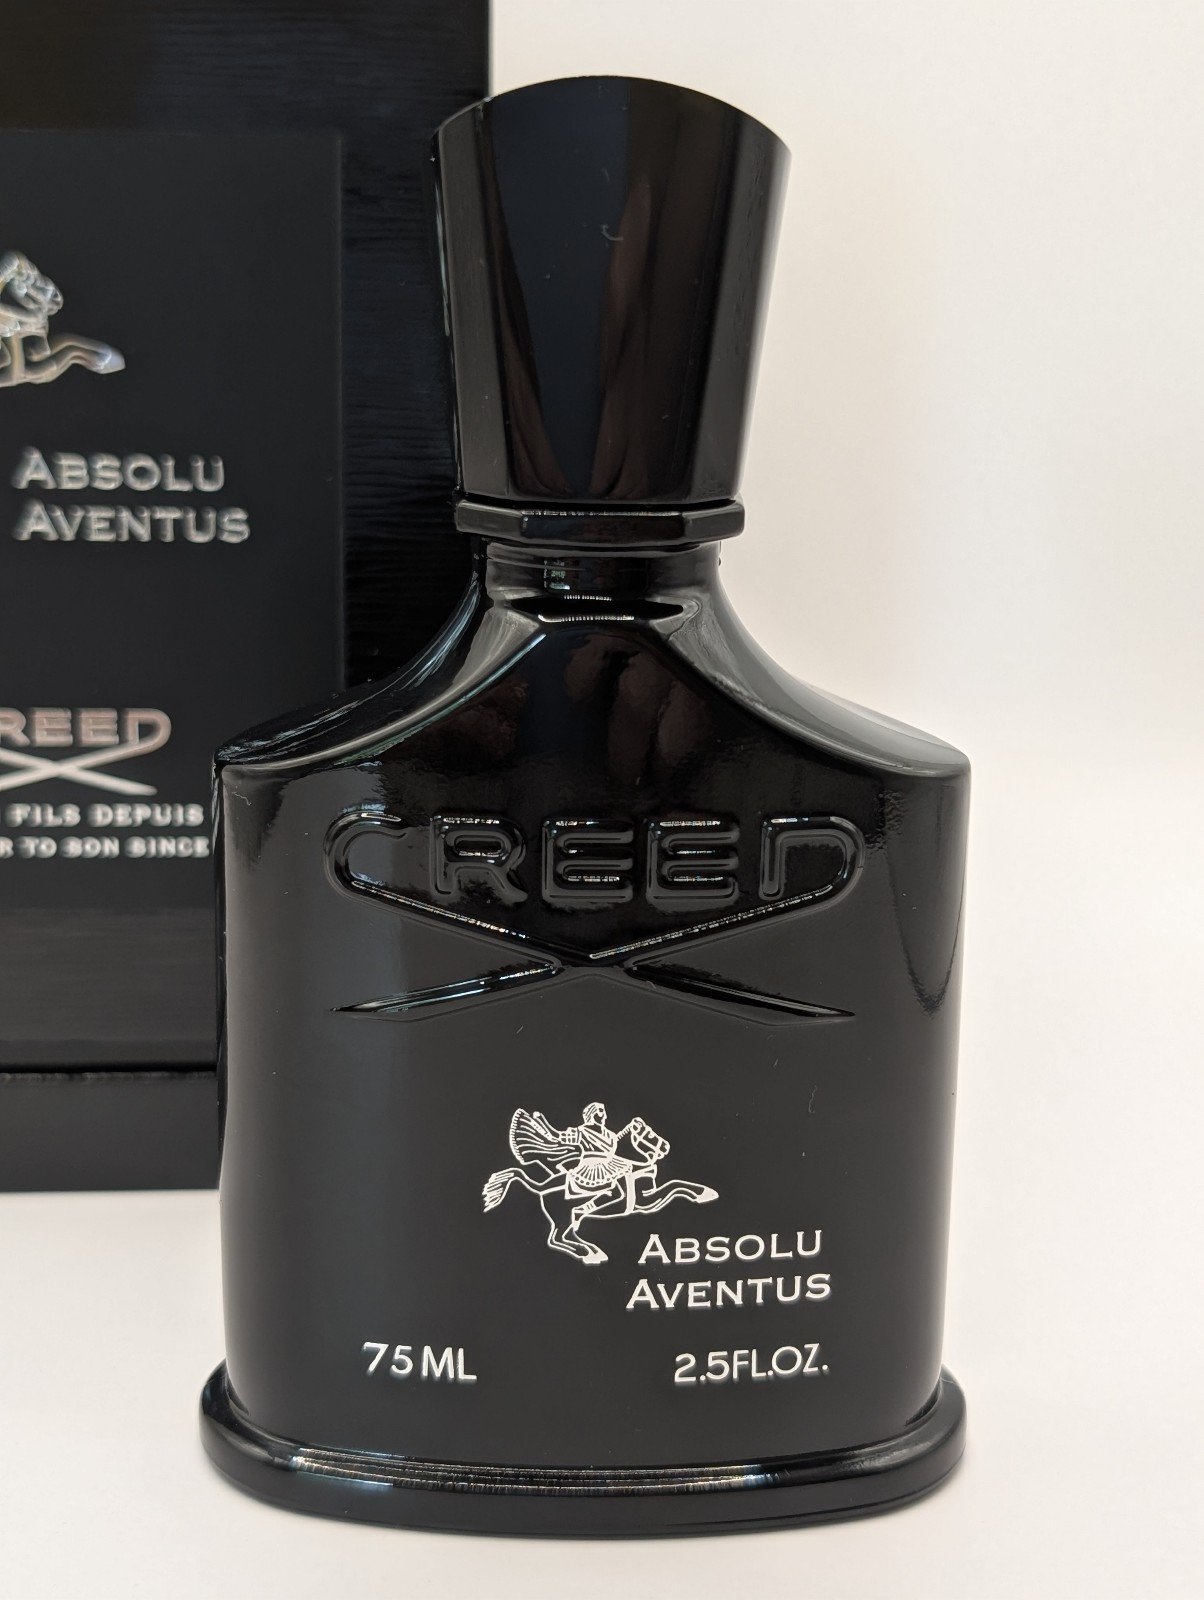 ABSOLU
AVENTUS
REED
FILS DEPUIS
R TO SON SINCE
CREED
ABSOLU
AVENTUS
75 ML
2.5FL.OZ.